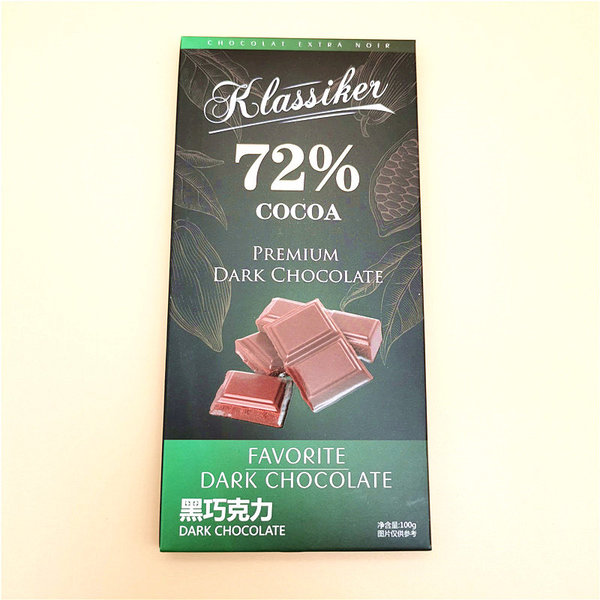 CHOCOLAT EXTRA NOIR
Klassiker
72%
COCOA
PREMIUM
DARK CHOCOLATE
FAVORITE
DARK CHOCOLATE
黑巧克力
DARK CHOCOLATE
净含量:100g
图片仅供参考